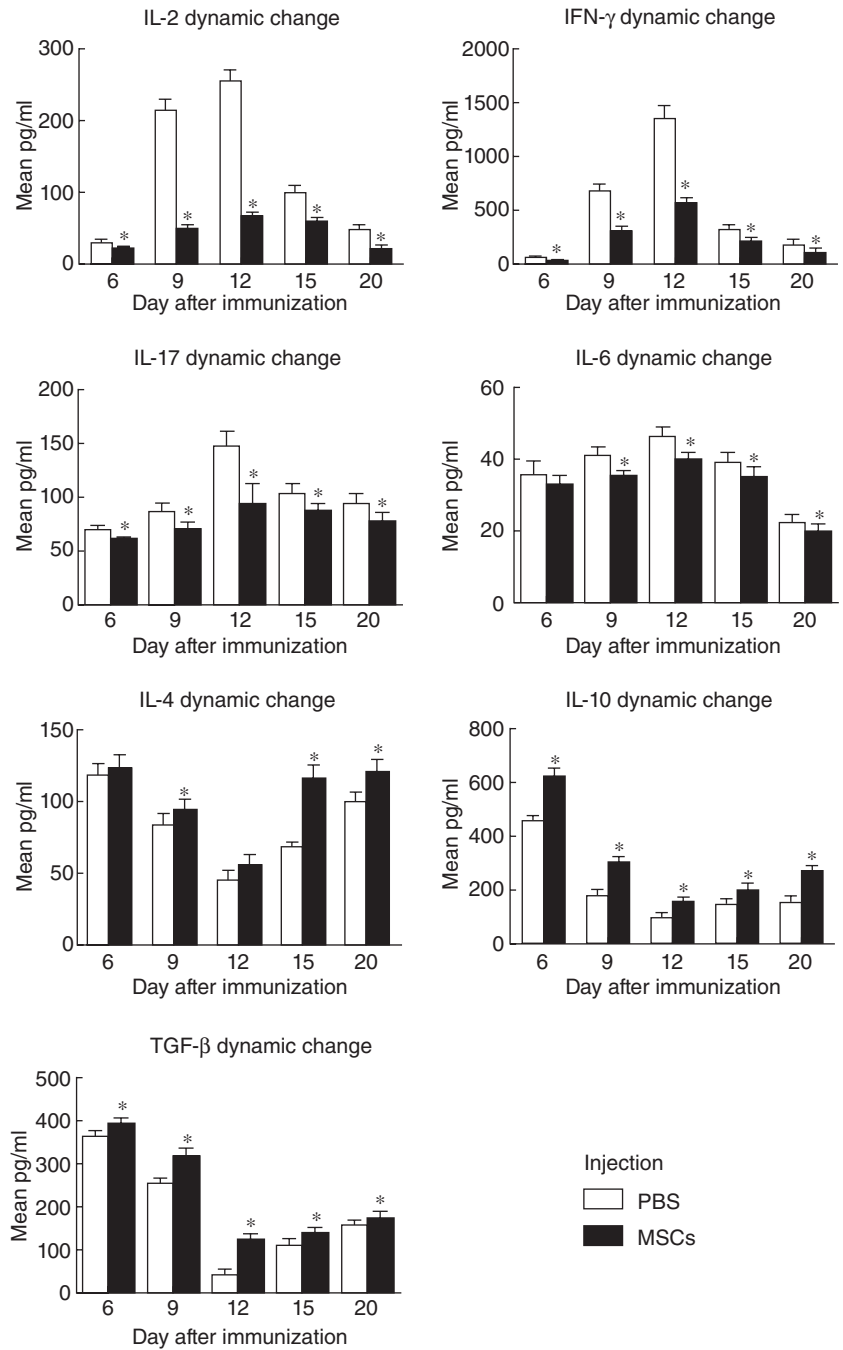 IL-2 dynamic change
Mean pg/ml
300
200
100
0
*
*
*
*
*
6 9 12 15 20
Day after immunization
IFN-γ dynamic change
Mean pg/ml
2000
1500
1000
500
0
*
*
*
*
*
6 9 12 15 20
Day after immunization
IL-17 dynamic change
Mean pg/ml
200
150
100
50
0
*
*
*
*
*
6 9 12 15 20
Day after immunization
IL-6 dynamic change
Mean pg/ml
60
40
20
0
*
*
*
*
6 9 12 15 20
Day after immunization
IL-4 dynamic change
Mean pg/ml
150
100
50
0
*
*
*
6 9 12 15 20
Day after immunization
IL-10 dynamic change
Mean pg/ml
800
600
400
200
0
*
*
*
*
*
6 9 12 15 20
Day after immunization
TGF-β dynamic change
Mean pg/ml
500
400
300
200
100
0
*
*
*
*
*
6 9 12 15 20
Day after immunization
Injection
PBS
MSCs